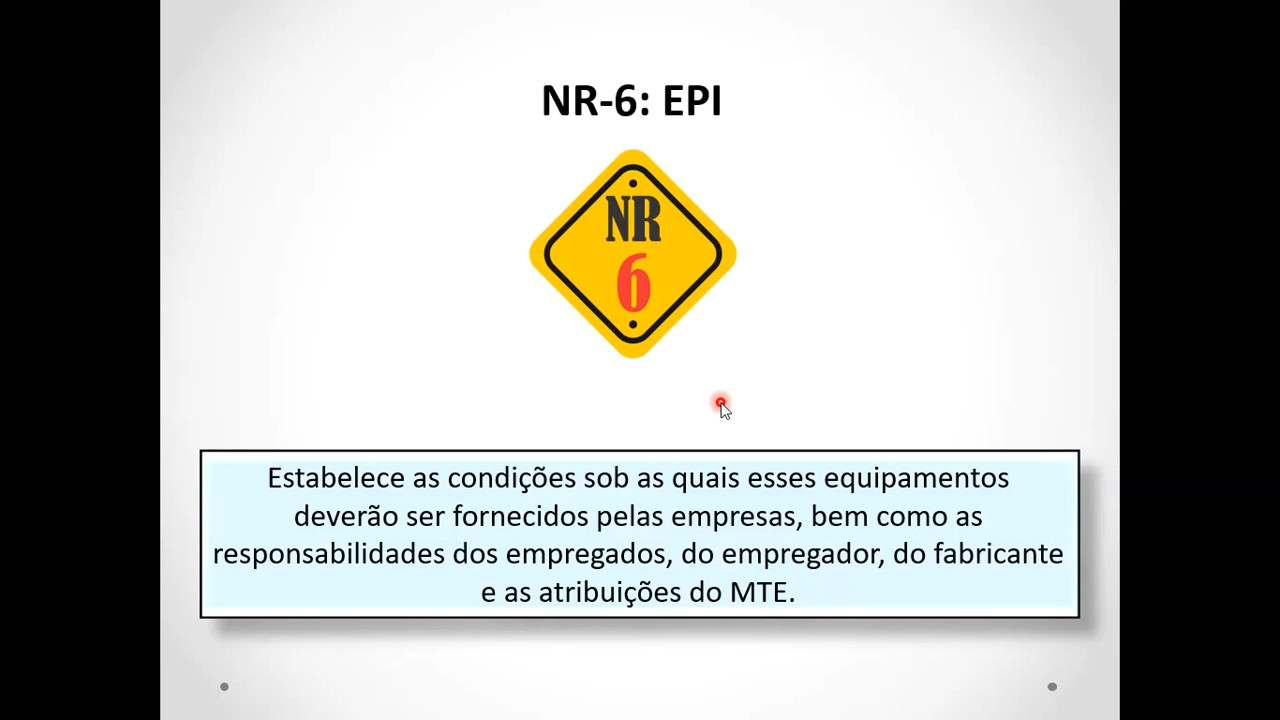 NR-6: EPI
NR
6
Estabelece as condições sob as quais esses equipamentos
deverão ser fornecidos pelas empresas, bem como as
responsabilidades dos empregados, do empregador, do fabricante
e as atribuições do MTE.